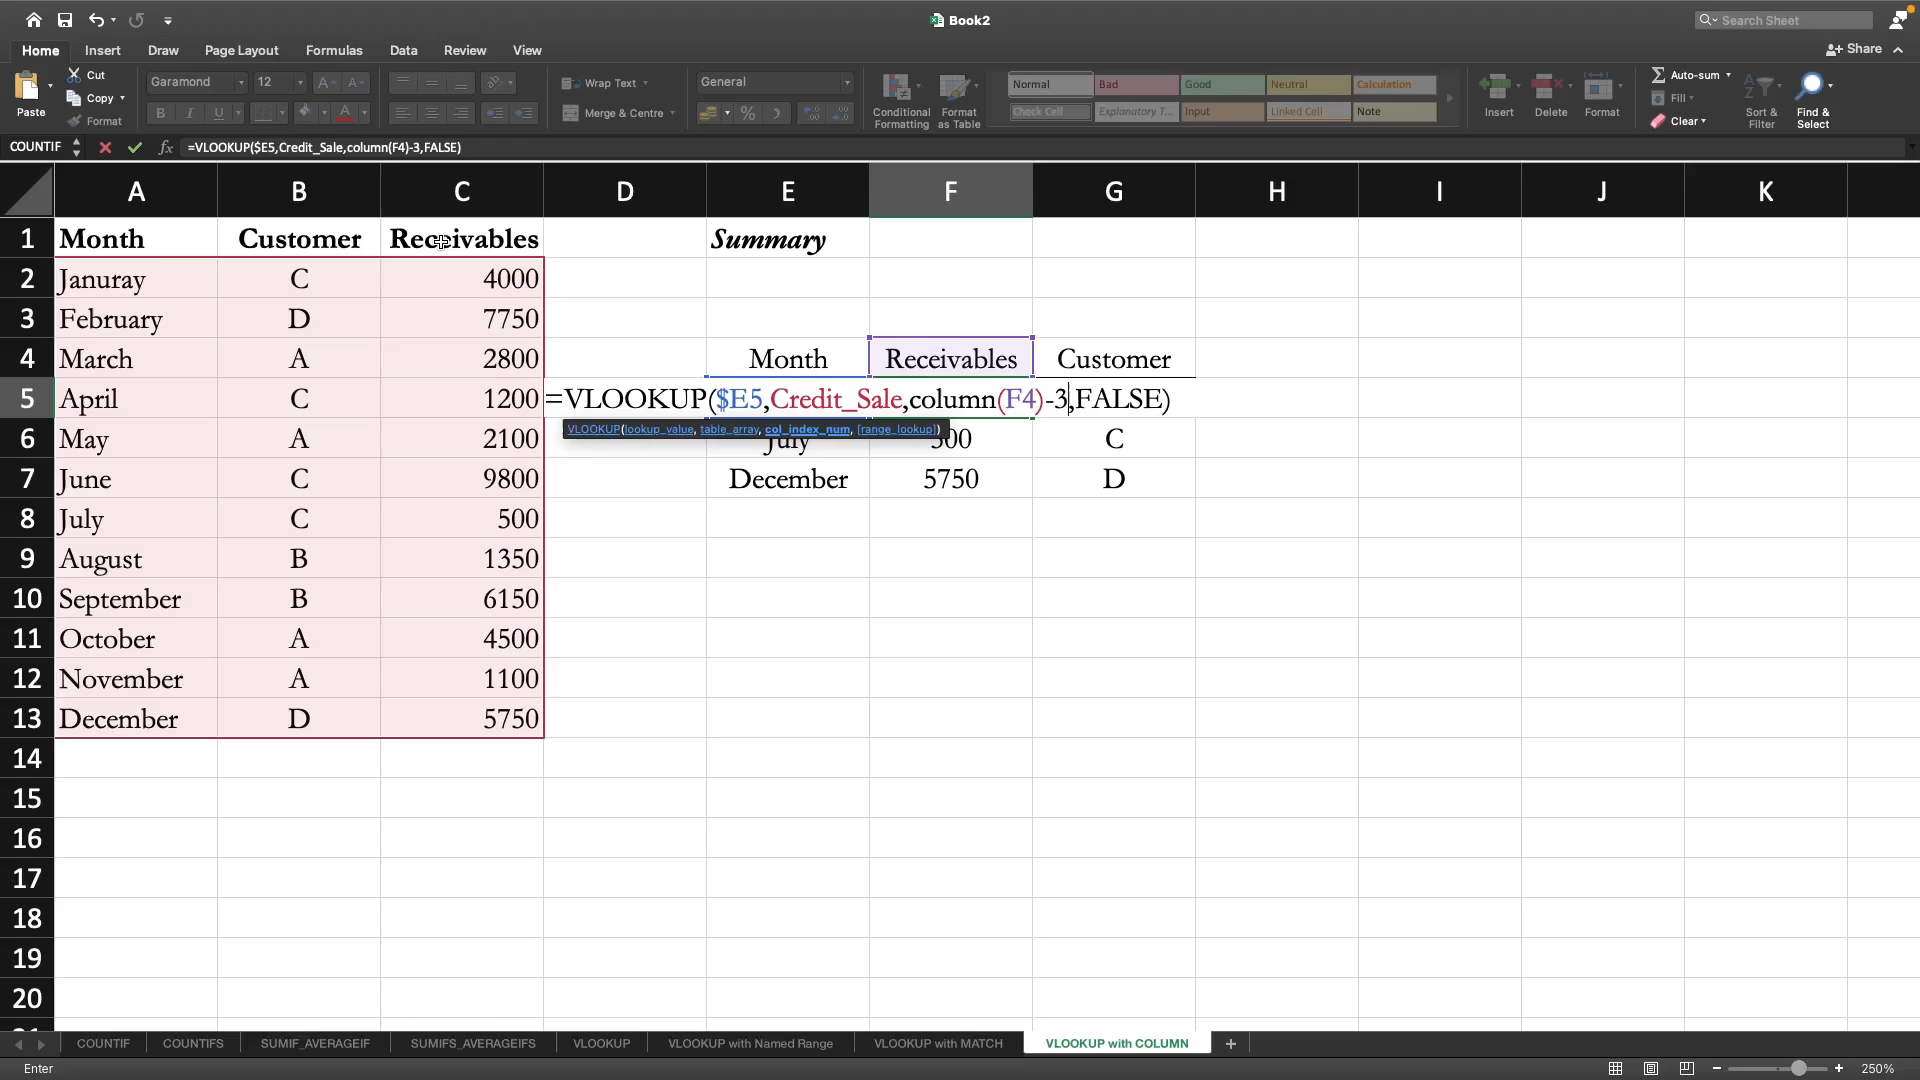 Book2
Search Sheet
Home Insert Draw Page Layout Formulas Data Review View Share
Cut
Copy
Format
Paste
Garamond 12 A A
B I U A
Wrap Text
Merge & Centre
General
%
Conditional Formatting
Format as Table
Normal Bad Good Neutral Calculation
Check Cell Explanatory T... Input Linked Cell Note
Insert Delete Format
Auto-sum
Fill
Clear
Sort & Filter
Find & Select
COUNTIF fx =VLOOKUP($E5,Credit_Sale,column(F4)-3,FALSE)
A B C D E F G H I J K
1 Month Customer Receivables Summary
2 Januray C 4000
3 February D 7750
4 March A 2800 Month Receivables Customer
5 April C 1200 =VLOOKUP($E5,Credit_Sale,column(F4)-3,FALSE)
VLOOKUP(lookup_value, table_array, col_index_num, [range_lookup])
6 May A 2100 July 500 C
7 June C 9800 December 5750 D
8 July C 500
9 August B 1350
10 September B 6150
11 October A 4500
12 November A 1100
13 December D 5750
14
15
16
17
18
19
20
COUNTIF COUNTIFS SUMIF_AVERAGEIF SUMIFS_AVERAGEIFS VLOOKUP VLOOKUP with Named Range VLOOKUP with MATCH VLOOKUP with COLUMN +
Enter 250%